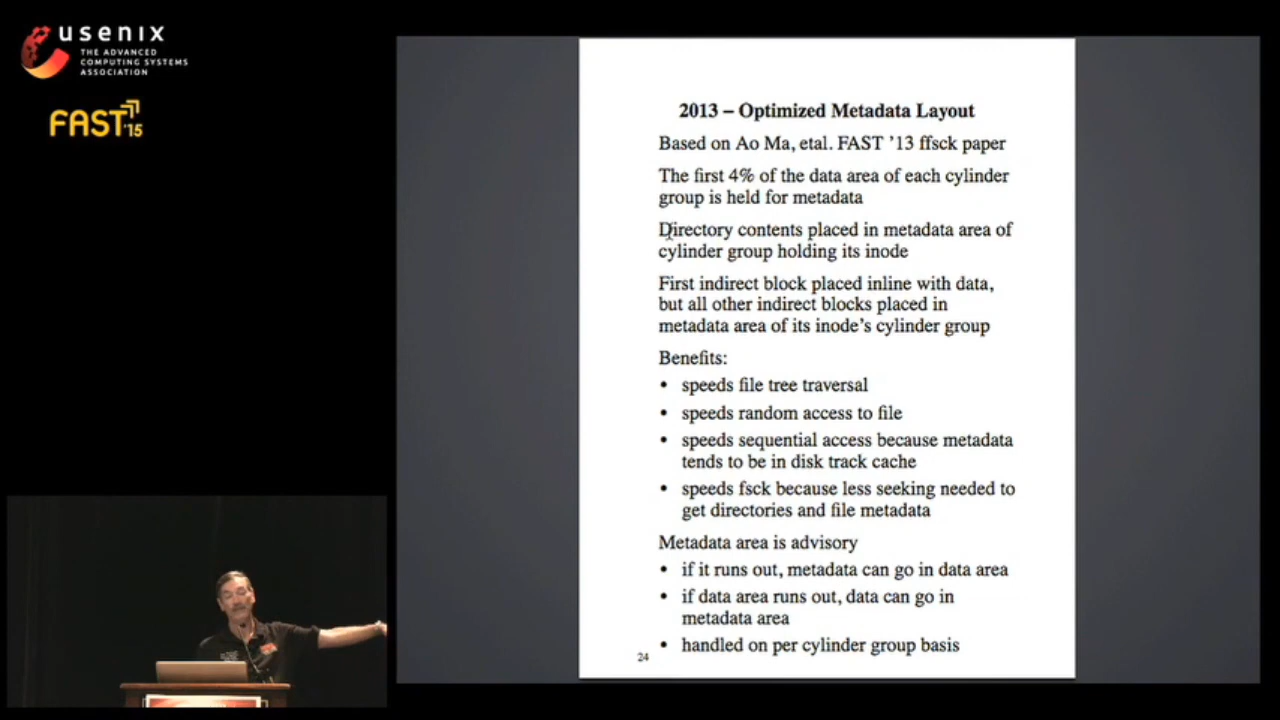 usenix
THE ADVANCED
COMPUTING SYSTEMS
ASSOCIATION
FAST '15
2013 – Optimized Metadata Layout
Based on Ao Ma, etal. FAST ’13 ffsck paper
The first 4% of the data area of each cylinder
group is held for metadata
Directory contents placed in metadata area of
cylinder group holding its inode
First indirect block placed inline with data,
but all other indirect blocks placed in
metadata area of its inode’s cylinder group
Benefits:
• speeds file tree traversal
• speeds random access to file
• speeds sequential access because metadata
tends to be in disk track cache
• speeds fsck because less seeking needed to
get directories and file metadata
Metadata area is advisory
• if it runs out, metadata can go in data area
• if data area runs out, data can go in
metadata area
• handled on per cylinder group basis
24